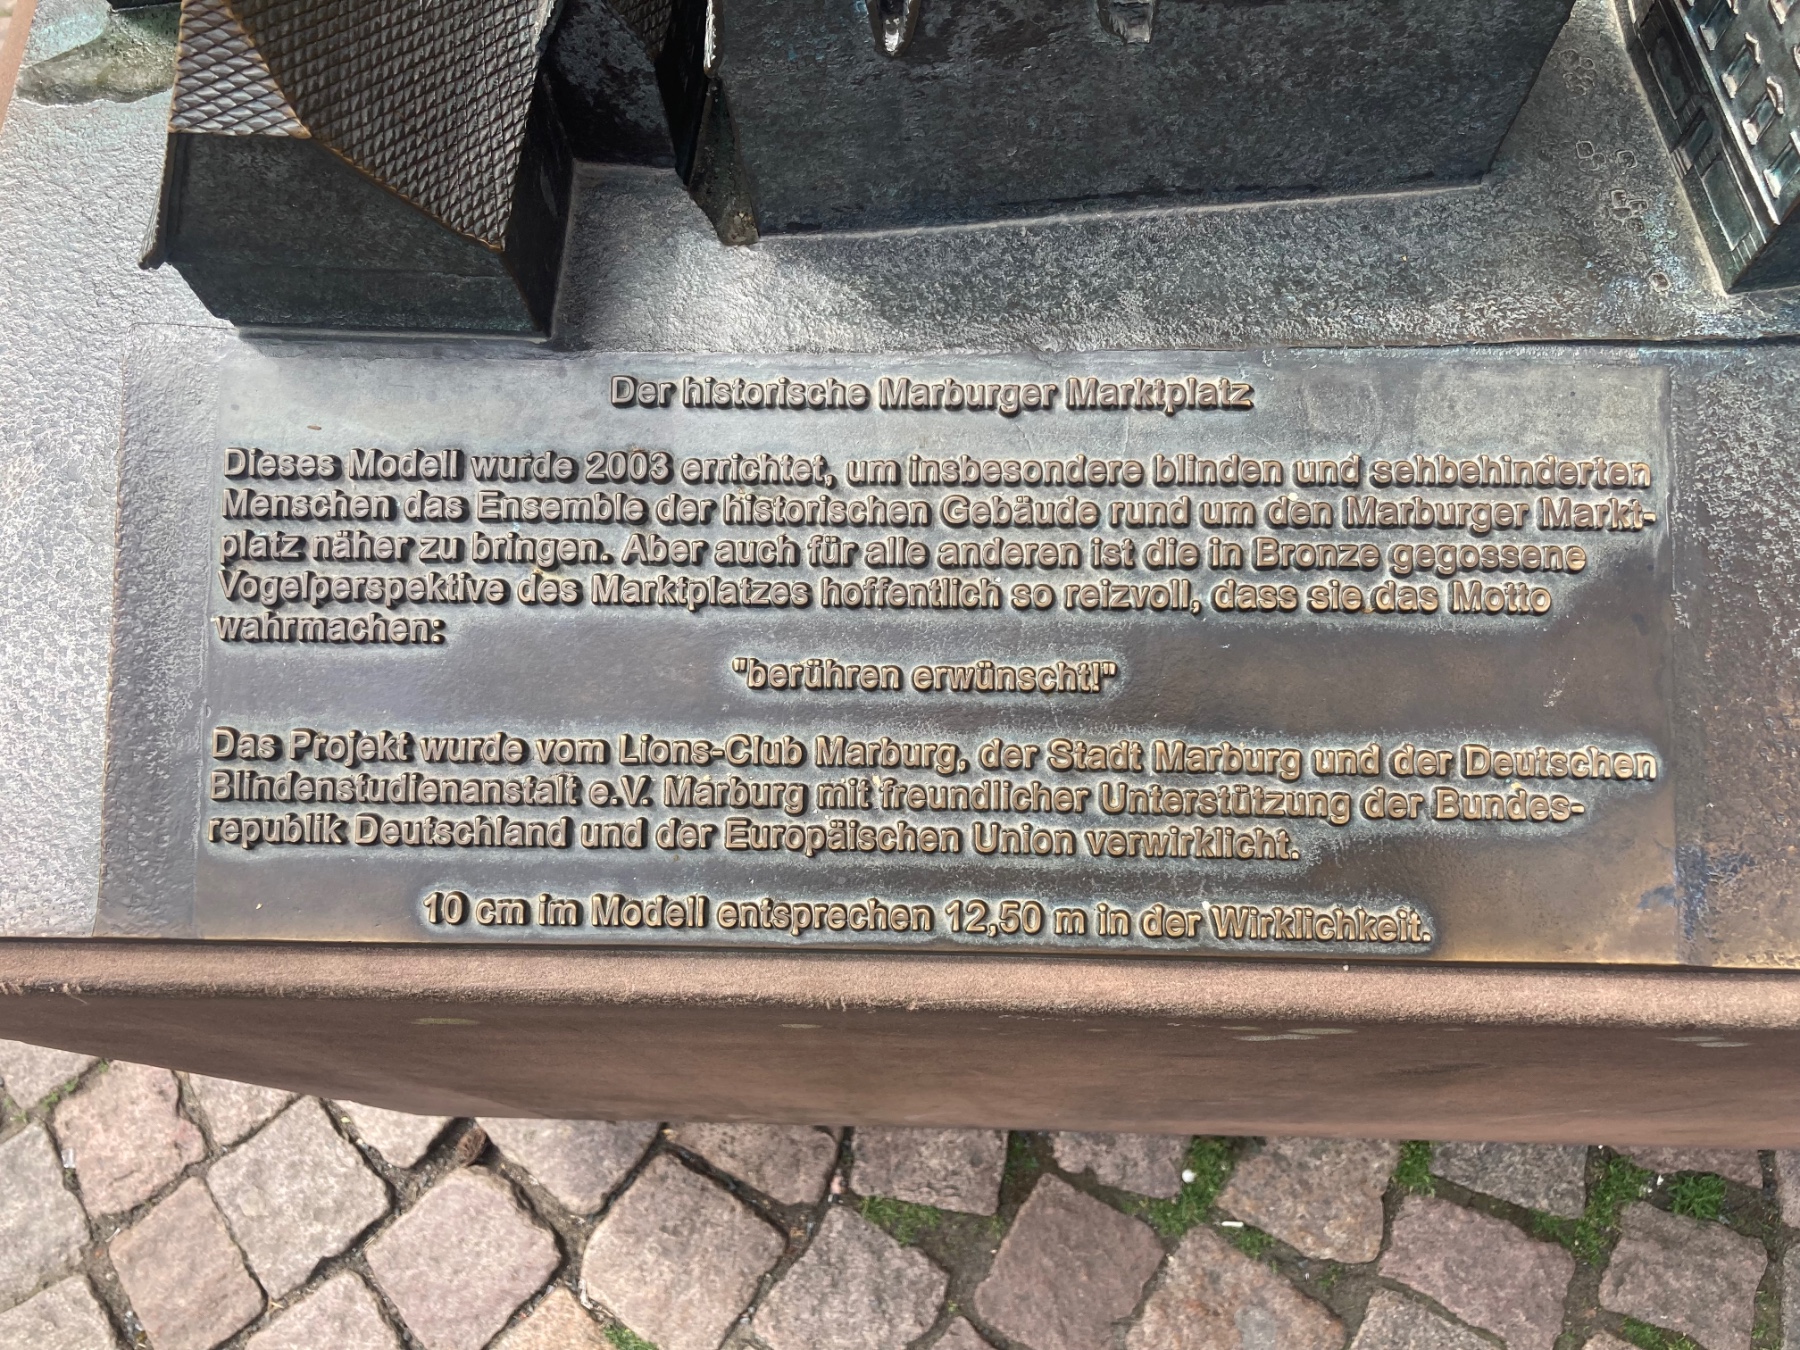 Der historische Marburger Marktplatz
Dieses Modell wurde 2003 errichtet, um insbesondere blinden und sehbehinderten
Menschen das Ensemble der historischen Gebäude rund um den Marburger Markt-
platz näher zu bringen. Aber auch für alle anderen ist die in Bronze gegossene
Vogelperspektive des Marktplatzes hoffentlich so reizvoll, dass sie das Motto
wahrmachen:
"berühren erwünscht!"
Das Projekt wurde vom Lions-Club Marburg, der Stadt Marburg und der Deutschen
Blindenstudienanstalt e.V. Marburg mit freundlicher Unterstützung der Bundes-
republik Deutschland und der Europäischen Union verwirklicht.
10 cm im Modell entsprechen 12,50 m in der Wirklichkeit.